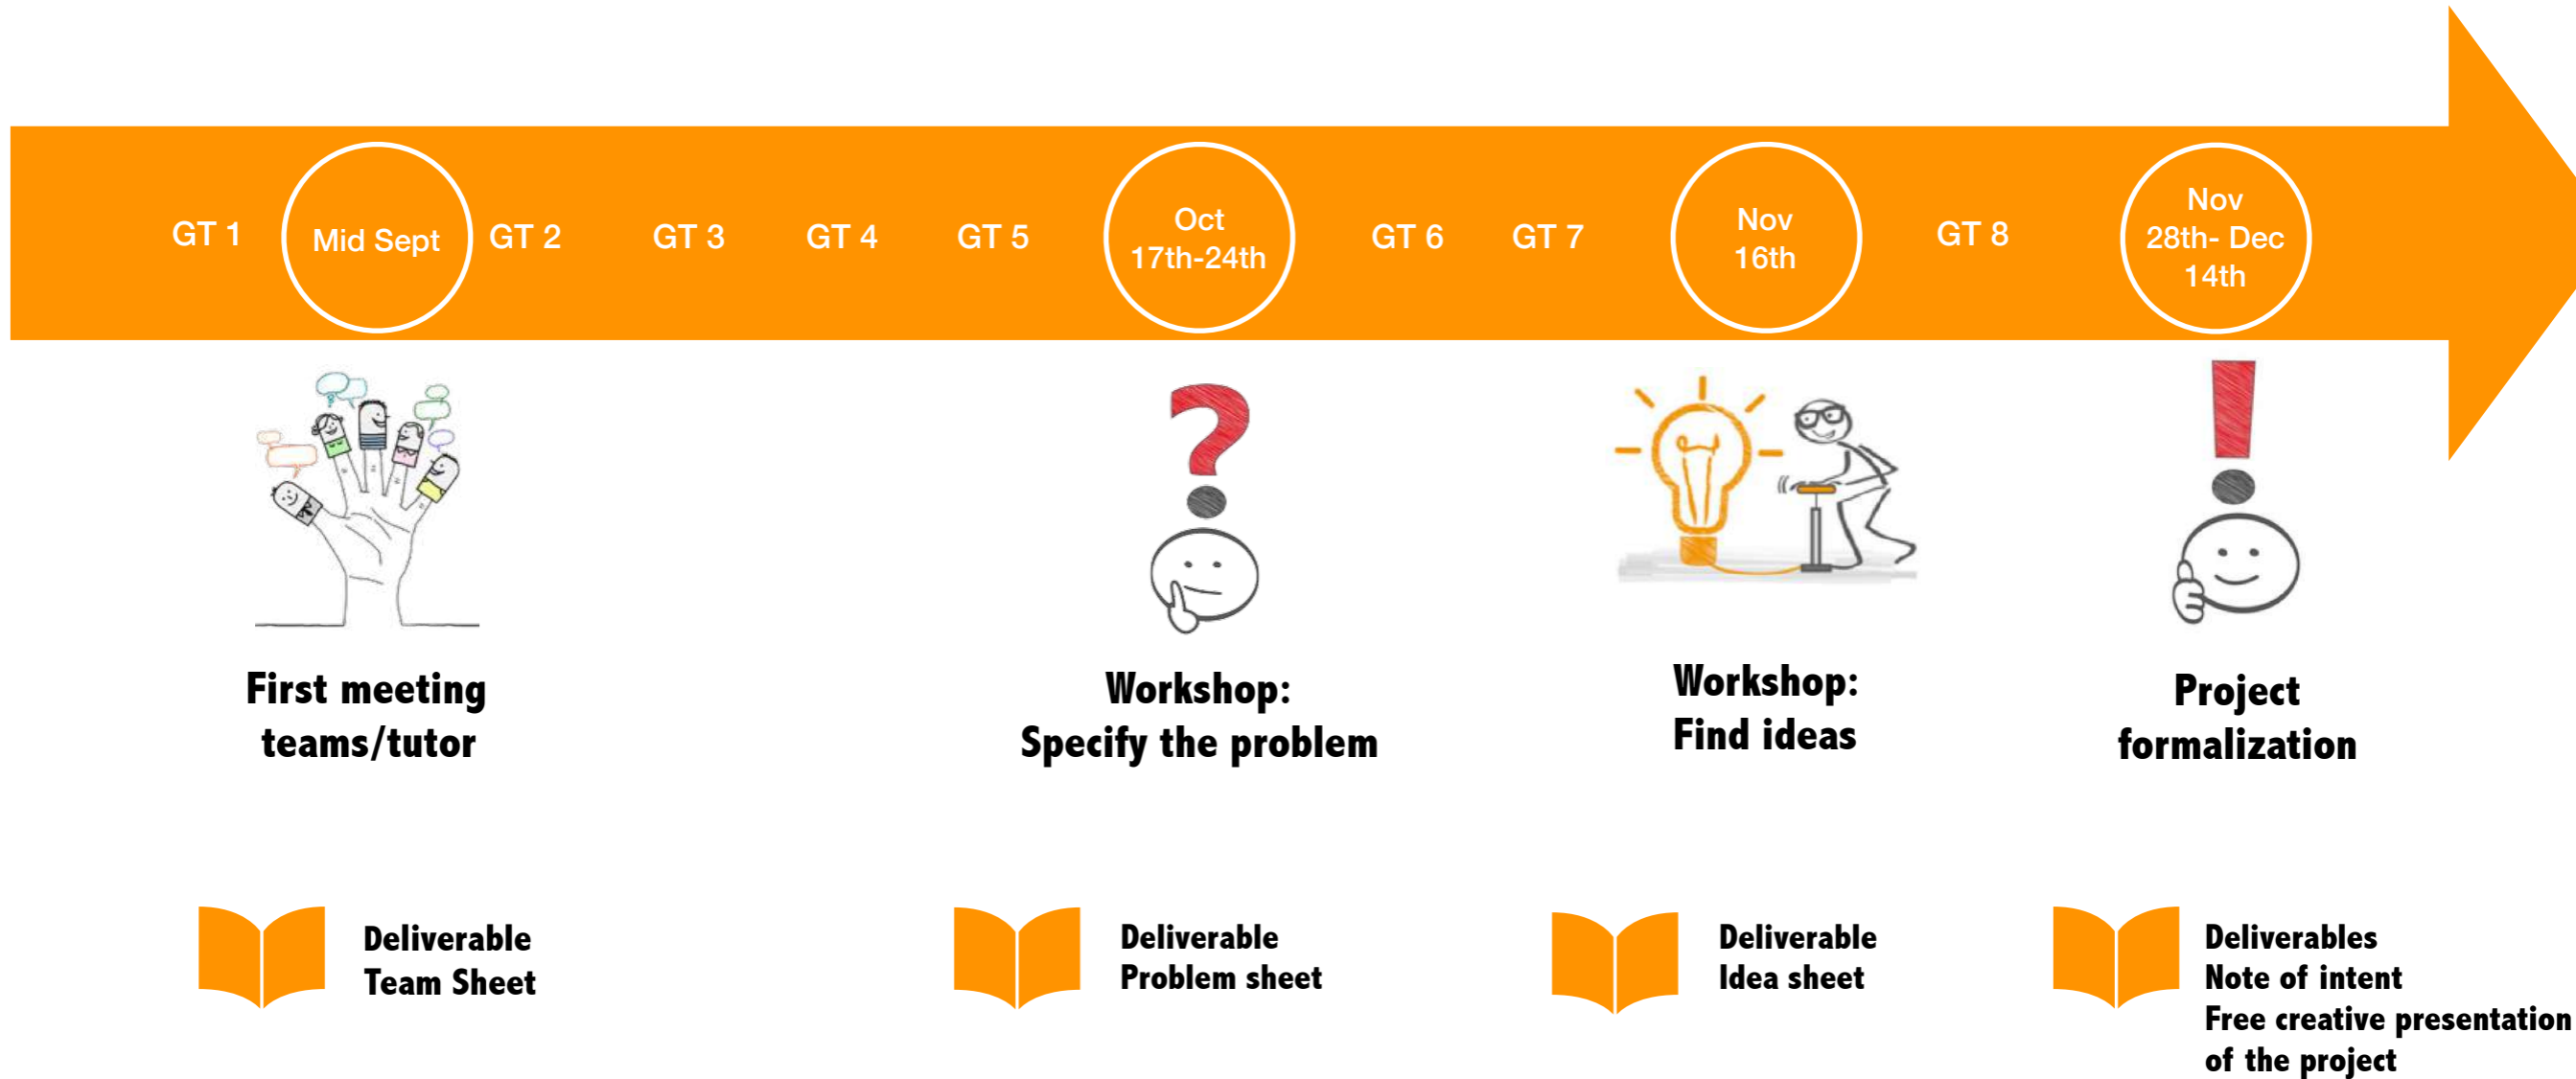 GT 1
Mid Sept
GT 2
GT 3
GT 4
GT 5
Oct
17th-24th
GT 6
GT 7
Nov
16th
GT 8
Nov
28th- Dec
14th
First meeting
teams/tutor
Workshop:
Specify the problem
Workshop:
Find ideas
Project
formalization
Deliverable
Team Sheet
Deliverable
Problem sheet
Deliverable
Idea sheet
Deliverables
Note of intent
Free creative presentation
of the project